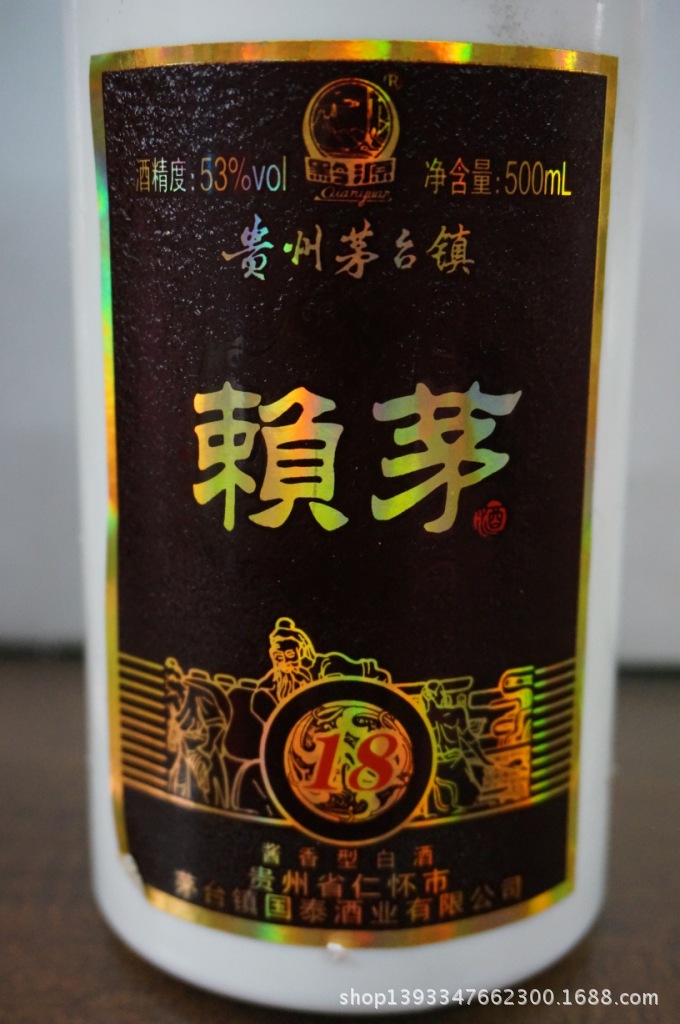 酒精度:53%vol
净含量:500mL
贵州茅台镇
賴茅
酒
18
酱香型白酒
贵州省仁怀市
茅台镇国泰酒业有限公司
shop1393347662300.1688.com